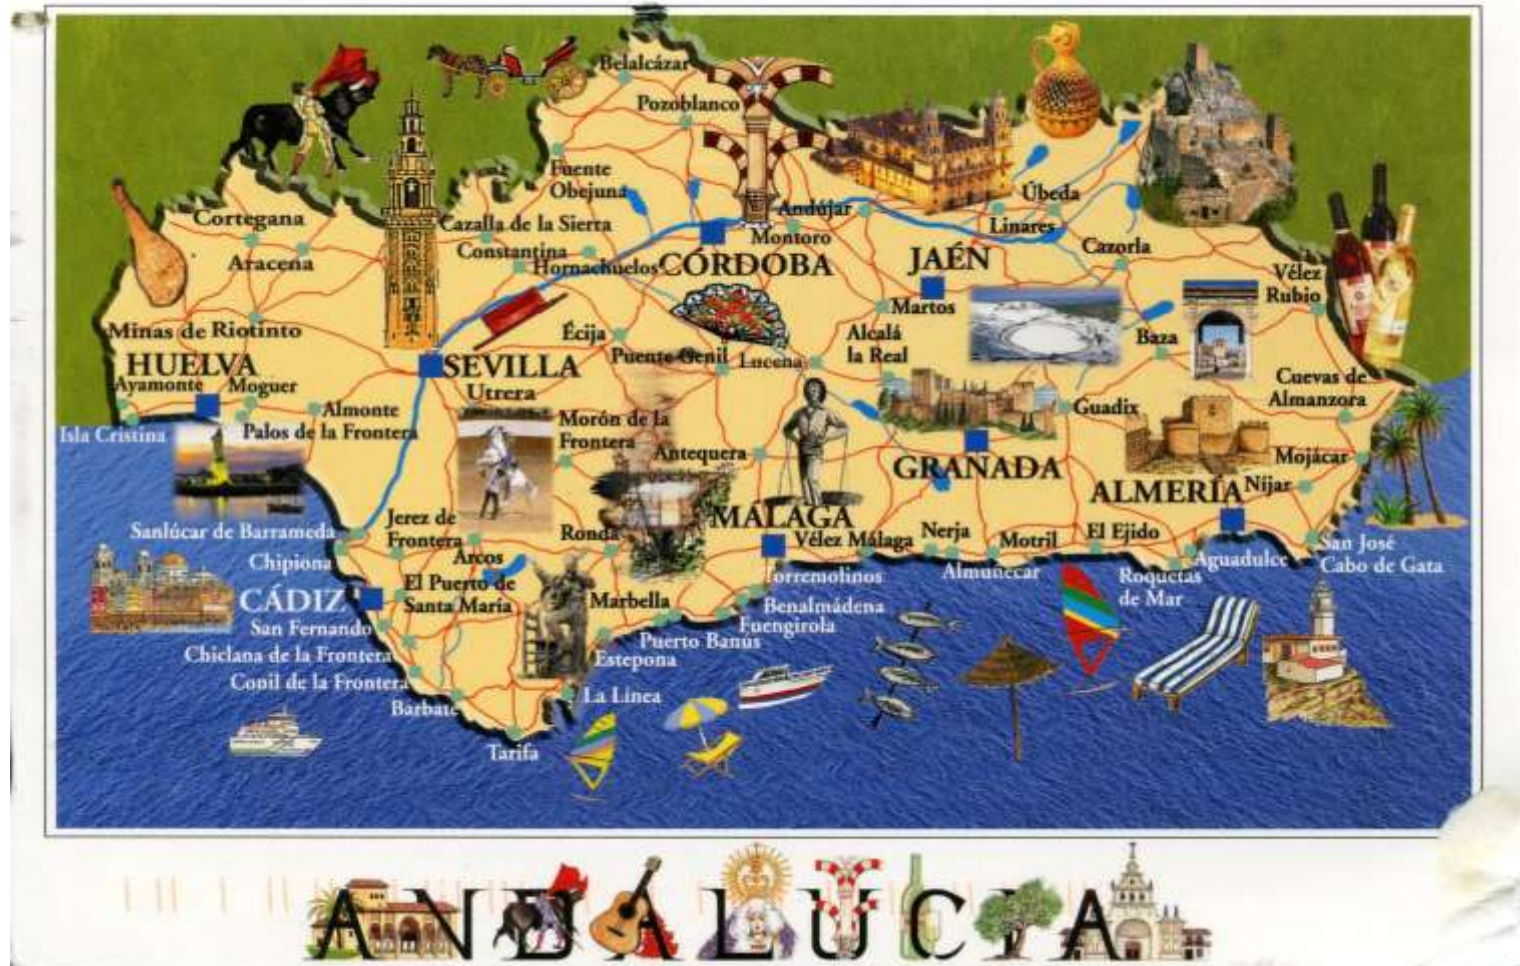 Belalcázar
Pozoblanco
Fuente
Obejuna
Cortegana
Cazalla de la Sierra
Andújar
Úbeda
Linares
Montoro
Constantina
Hornachuelos
CÓRDOBA
JAÉN
Cazorla
Aracena
Vélez
Rubio
Martos
Minas de Riotinto
Écija
Alcalá
la Real
Baza
Puente Genil
Lucena
HUELVA
SEVILLA
Ayamonte
Moguer
Utrera
Cuevas de
Almanzora
Almonte
Guadix
Isla Cristina
Palos de la Frontera
Morón de la
Frontera
Antequera
GRANADA
Mojácar
ALMERÍA
Níjar
Sanlúcar de Barrameda
Jerez de
Frontera
Ronda
MÁLAGA
Vélez Málaga
Nerja
Motril
El Ejido
San José
Cabo de Gata
Chipiona
Arcos
Torremolinos
Almuñecar
Roquetas
de Mar
Aguadulce
El Puerto de
Santa María
CÁDIZ
Marbella
Benalmádena
Fuengirola
San Fernando
Puerto Banús
Chiclana de la Frontera
Estepona
Conil de la Frontera
La Línea
Barbate
Tarifa
ANDALUCIA